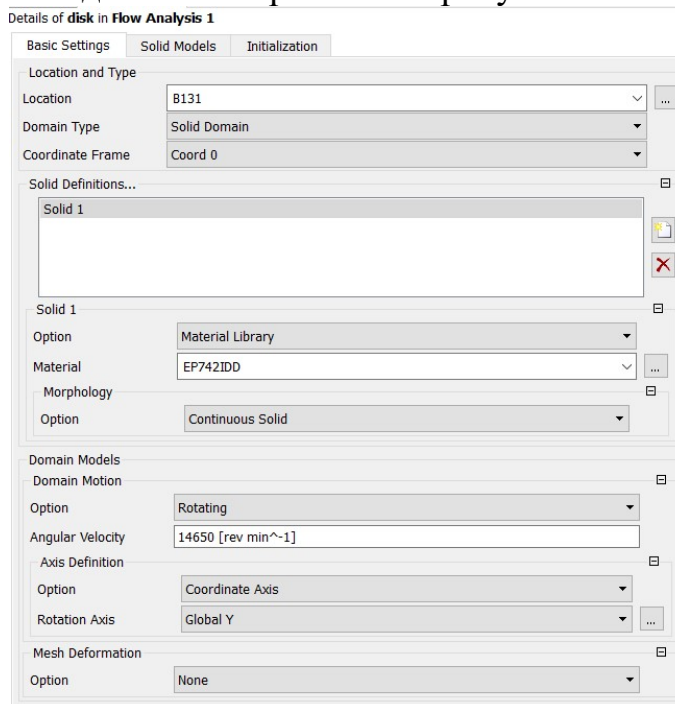 Details of disk in Flow Analysis 1
Basic Settings Solid Models Initialization
Location and Type
Location B131 ...
Domain Type Solid Domain
Coordinate Frame Coord 0
Solid Definitions...
Solid 1
Solid 1
Option Material Library
Material EP742IDD ...
Morphology
Option Continuous Solid
Domain Models
Domain Motion
Option Rotating
Angular Velocity 14650 [rev min^-1]
Axis Definition
Option Coordinate Axis
Rotation Axis Global Y ...
Mesh Deformation
Option None